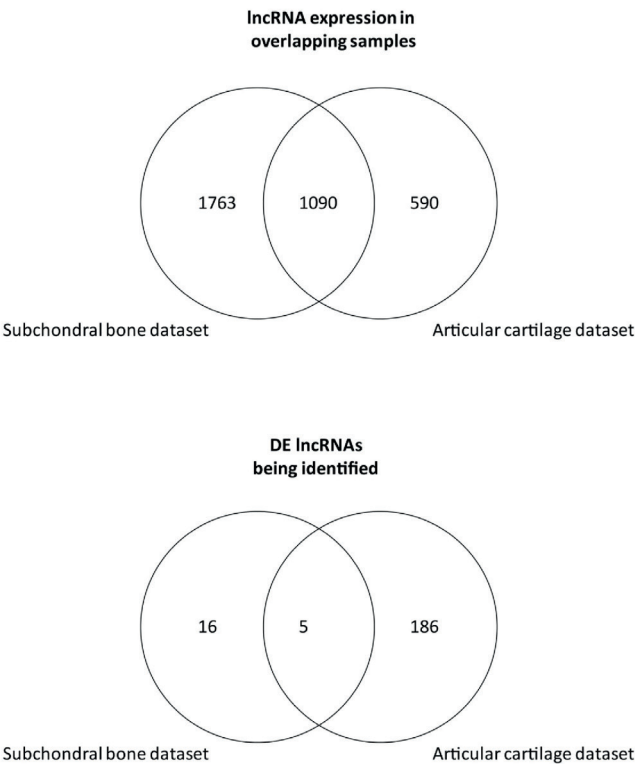 lncRNA expression in
overlapping samples
1763 1090 590
Subchondral bone dataset Articular cartilage dataset
DE lncRNAs
being identified
16 5 186
Subchondral bone dataset Articular cartilage dataset